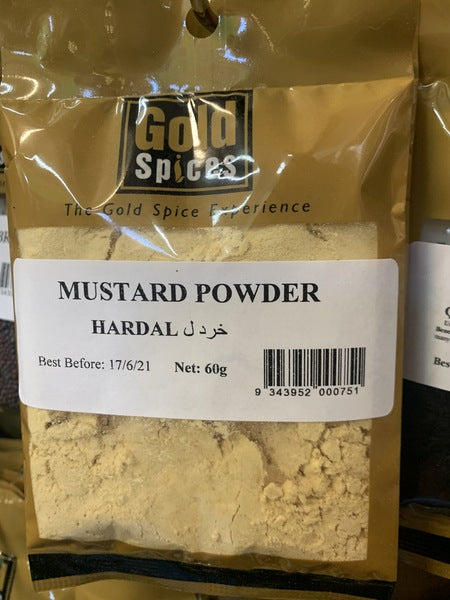 Gold
Spices
The Gold Spice Experience
MUSTARD POWDER
HARDAL خردل
Best Before: 17/6/21 Net: 60g
9 343952 000751
Bes